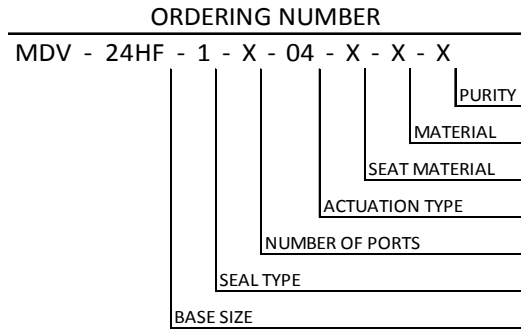 ORDERING NUMBER
MDV - 24HF - 1 - X - 04 - X - X - X
PURITY
MATERIAL
SEAT MATERIAL
ACTUATION TYPE
NUMBER OF PORTS
SEAL TYPE
BASE SIZE